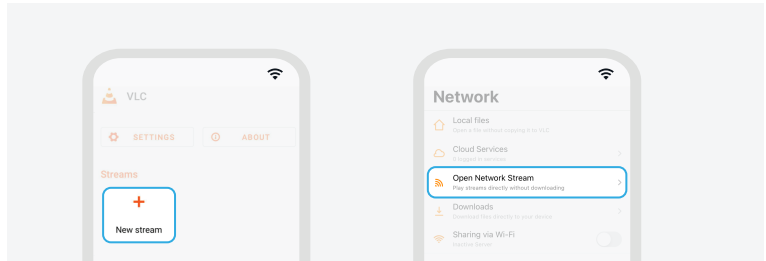 VLC
SETTINGS
ABOUT
Streams
New stream
Network
Local files
Open a file without copying it to VLC
Cloud Services
0 logged in services
Open Network Stream
Play streams directly without downloading
Downloads
Download files directly to your device
Sharing via Wi-Fi
Inactive Server